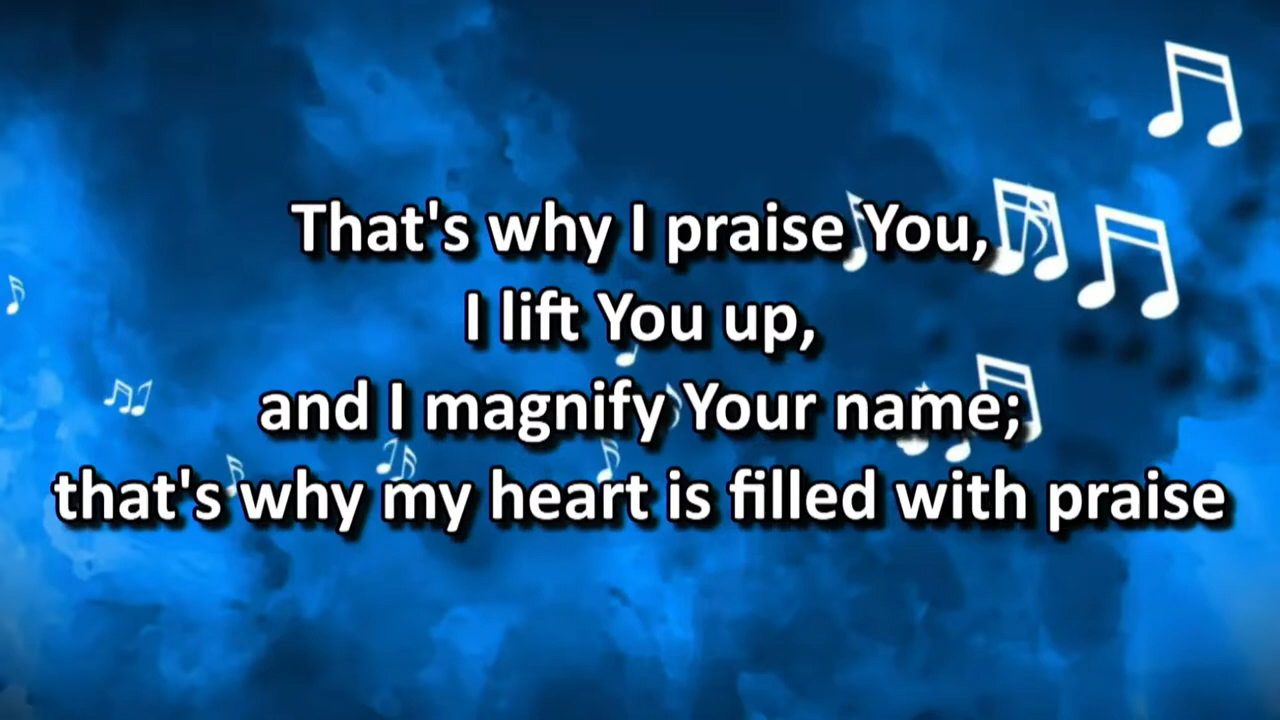 That's why I praise You,
I lift You up,
and I magnify Your name;
that's why my heart is filled with praise